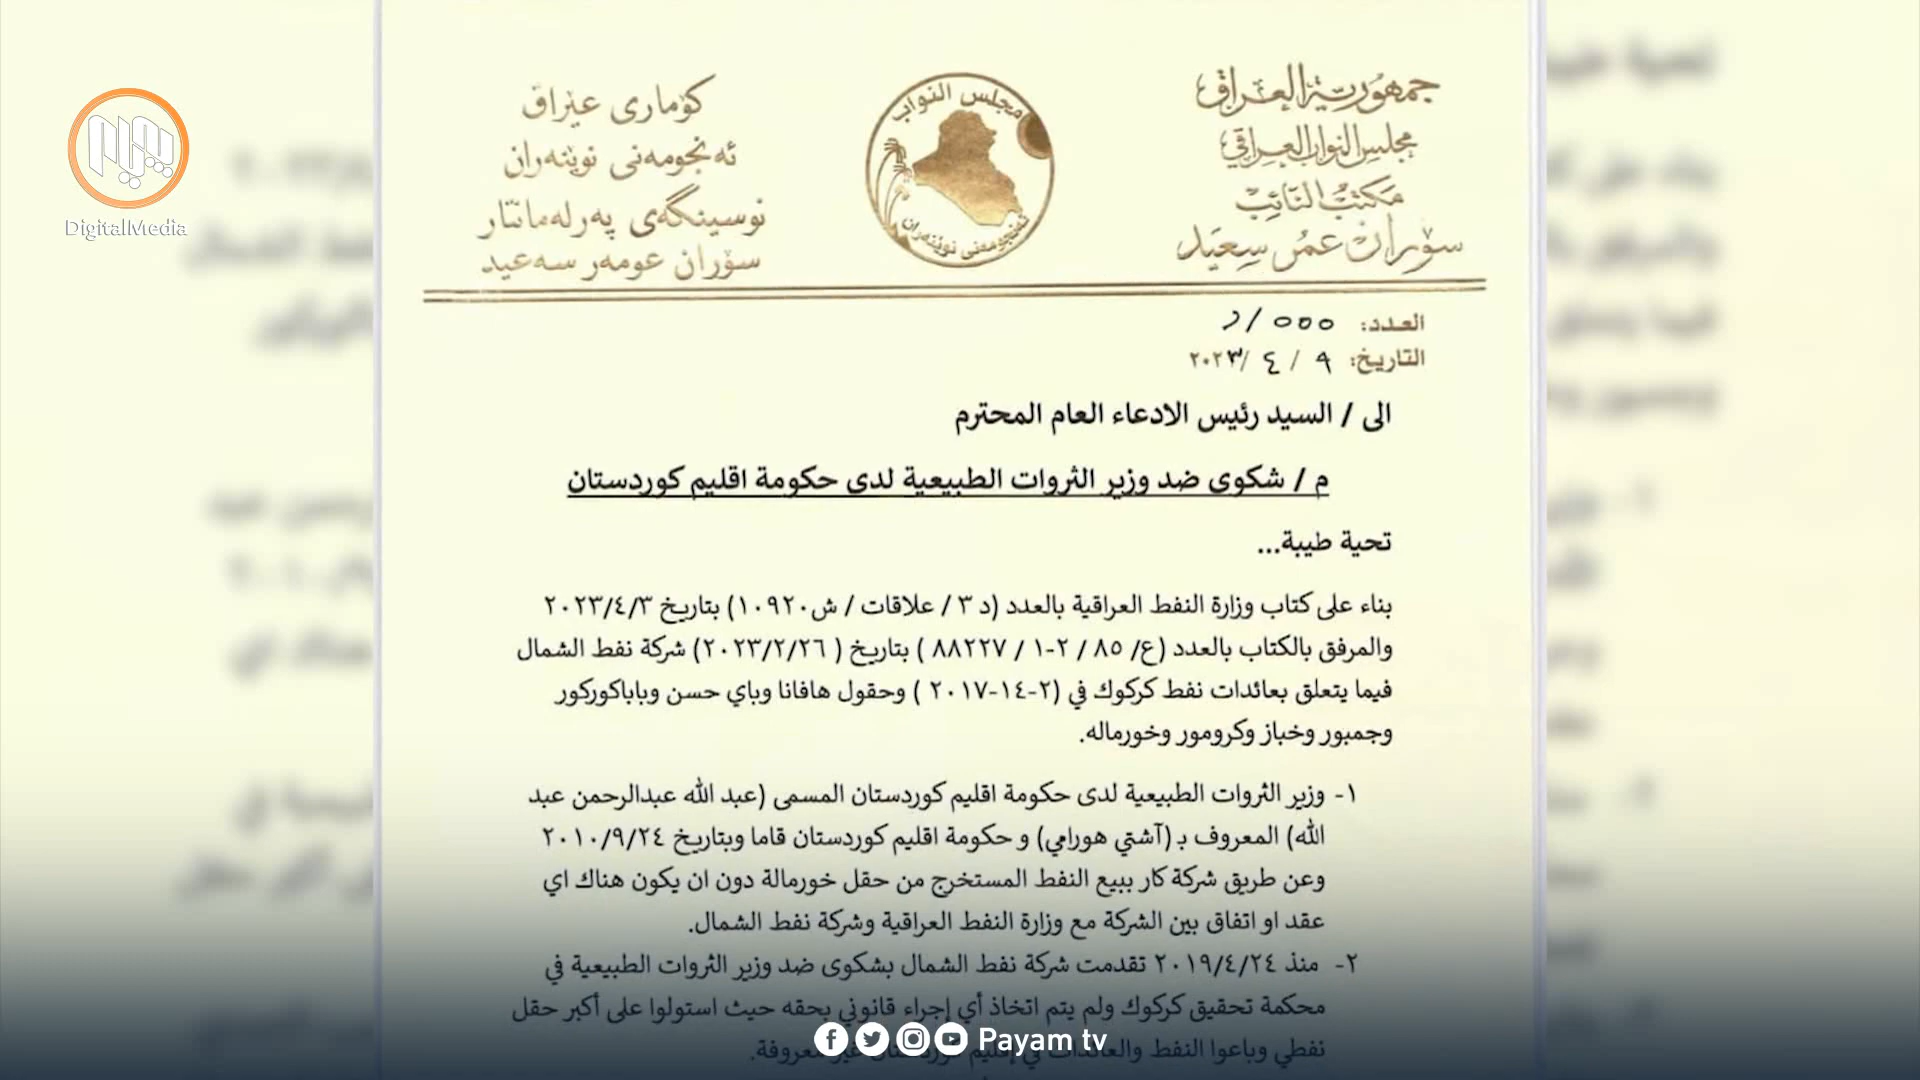 جمهورية العراق
مجلس النواب العراقي
مكتب النائب
سۆران عمر سعيد
مجلس النواب
ئەنجومەنی نوێنەران
كۆماری عێراق
ئەنجومەنی نوێنەران
نوسینگەی پەرلەمانتار
سۆران عومەر سەعید
DigitalMedia
العدد: ٥٥٥ / د
التاريخ: ٩ / ٤ /٢٠٢٣
الى / السيد رئيس الادعاء العام المحترم
م / شكوى ضد وزير الثروات الطبيعية لدى حكومة اقليم كوردستان
تحية طيبة...
بناء على كتاب وزارة النفط العراقية بالعدد (د ٣ / علاقات / ش١٠٩٢٠) بتاريخ ٢٠٢٣/٤/٣
والمرفق بالكتاب بالعدد (ع/ ٨٥ / ٢-١ / ٨٨٢٢٧ ) بتاريخ ( ٢٠٢٣/٢/٢٦) شركة نفط الشمال
فيما يتعلق بعائدات نفط كركوك في (٢-١٤-٢٠١٧ ) وحقول هافانا وباي حسن وباباكوركور
وجمبور وخباز وكرومور وخورماله.
١- وزير الثروات الطبيعية لدى حكومة اقليم كوردستان المسمى (عبد الله عبدالرحمن عبد
الله) المعروف بـ (آشتي هورامي) و حكومة اقليم كوردستان قاما وبتاريخ ٢٠١٠/٩/٢٤
وعن طريق شركة كار ببيع النفط المستخرج من حقل خورمالة دون ان يكون هناك اي
عقد او اتفاق بين الشركة مع وزارة النفط العراقية وشركة نفط الشمال.
٢- منذ ٢٠١٩/٤/٢٤ تقدمت شركة نفط الشمال بشكوى ضد وزير الثروات الطبيعية في
محكمة تحقيق كركوك ولم يتم اتخاذ أي إجراء قانوني بحقه حيث استولوا على أكبر حقل
نفطي وباعوا النفط والعائدات في إقليم كوردستان غير معروفة.
Payam tv